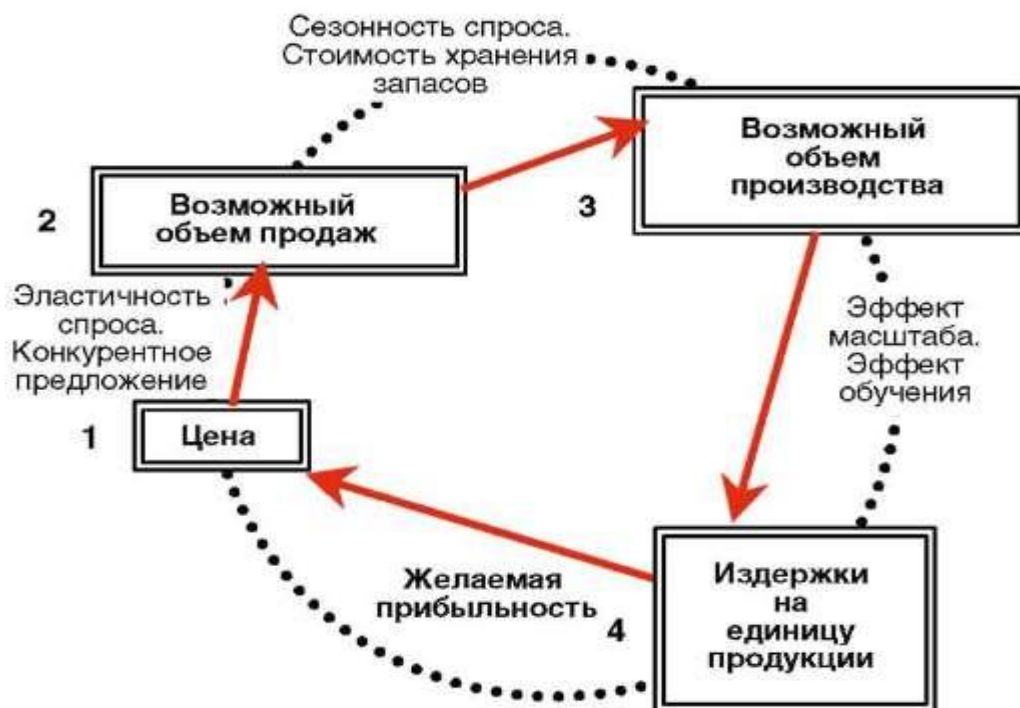 Сезонность спроса.
Стоимость хранения
запасов
2
Возможный
объем продаж
3
Возможный
объем
производства
Эластичность
спроса.
Конкурентное
предложение
Эффект
масштаба.
Эффект
обучения
1
Цена
Желаемая
прибыльность
4
Издержки
на
единицу
продукции